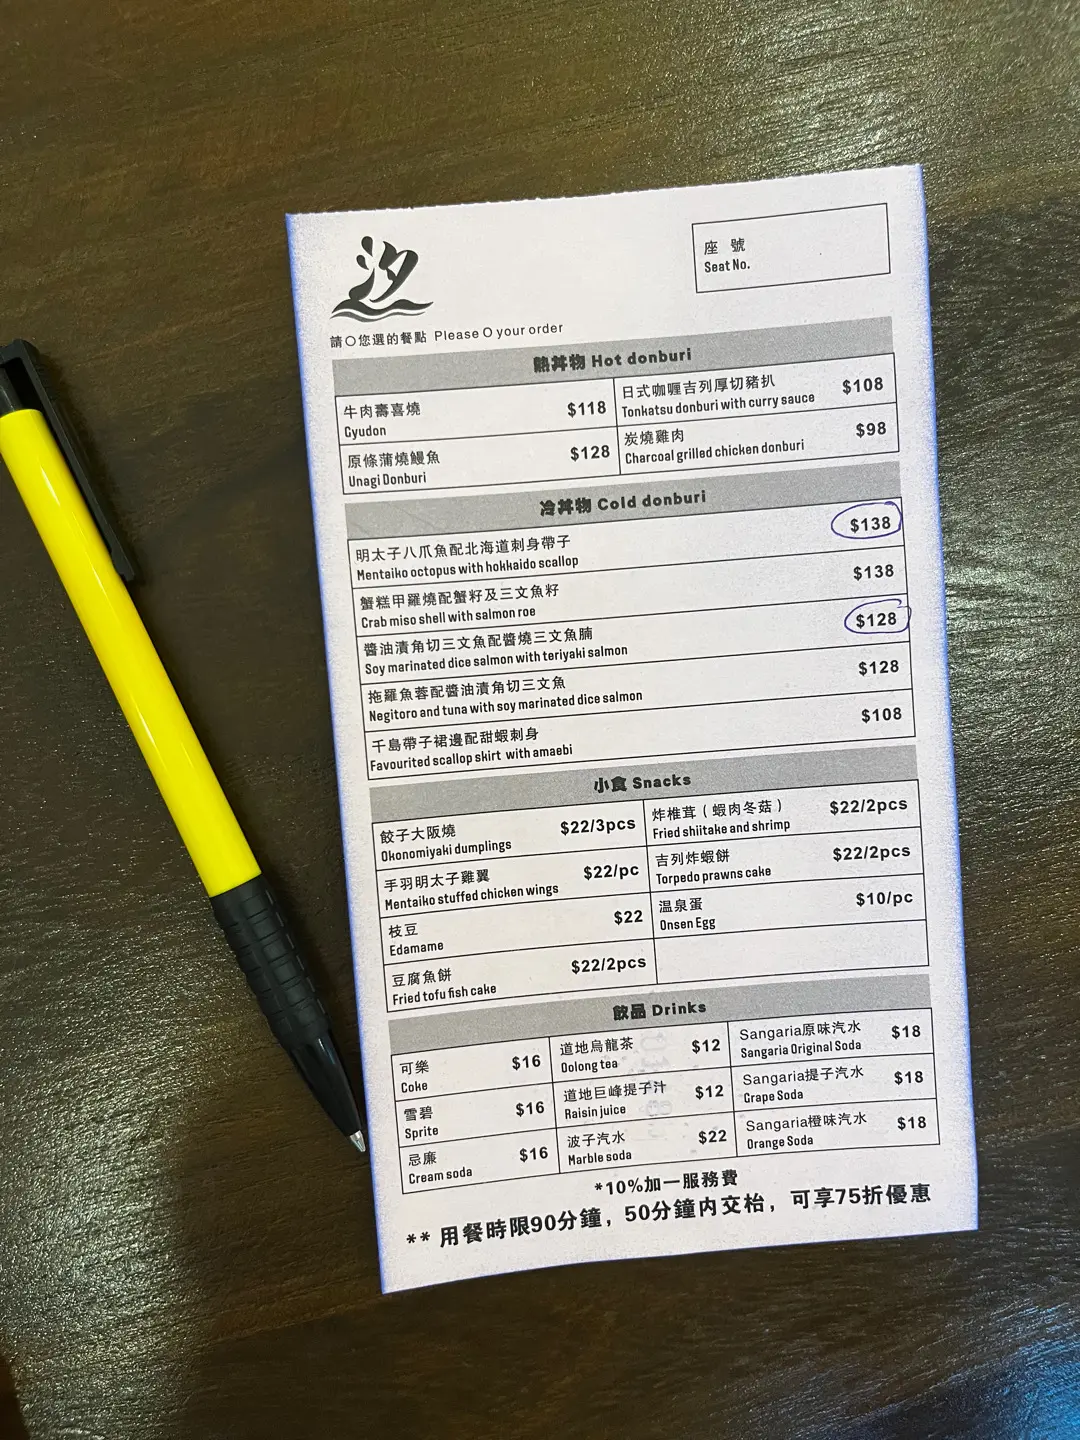 汐
座 號
Seat No.
請〇您選的餐點 Please O your order
熱丼物 Hot donburi
牛肉壽喜燒 $118
Gyudon
日式咖喱吉列厚切豬扒 $108
Tonkatsu donburi with curry sauce
原條蒲燒鰻魚 $128
Unagi Donburi
炭燒雞肉 $98
Charcoal grilled chicken donburi
冷丼物 Cold donburi
明太子八爪魚配北海道刺身帶子 $138
Mentaiko octopus with hokkaido scallop
蟹糕甲羅燒配蟹籽及三文魚籽 $138
Crab miso shell with salmon roe
醬油漬角切三文魚配醬燒三文魚腩 $128
Soy marinated dice salmon with teriyaki salmon
拖羅魚蓉配醬油漬角切三文魚 $128
Negitoro and tuna with soy marinated dice salmon
千島帶子裙邊配甜蝦刺身 $108
Favourited scallop skirt with amaebi
小食 Snacks
餃子大阪燒 $22/3pcs
Okonomiyaki dumplings
炸椎茸（蝦肉冬菇） $22/2pcs
Fried shiitake and shrimp
手羽明太子雞翼 $22/pc
Mentaiko stuffed chicken wings
吉列炸蝦餅 $22/2pcs
Torpedo prawns cake
枝豆 $22
Edamame
温泉蛋 $10/pc
Onsen Egg
豆腐魚餅 $22/2pcs
Fried tofu fish cake
飲品 Drinks
可樂 $16
Coke
道地烏龍茶 $12
Oolong tea
Sangaria原味汽水 $18
Sangaria Original Soda
雪碧 $16
Sprite
道地巨峰提子汁 $12
Raisin juice
Sangaria提子汽水 $18
Grape Soda
忌廉 $16
Cream soda
波子汽水 $22
Marble soda
Sangaria橙味汽水 $18
Orange Soda
*10%加一服務費
** 用餐時限90分鐘，50分鐘內交枱，可享75折優惠